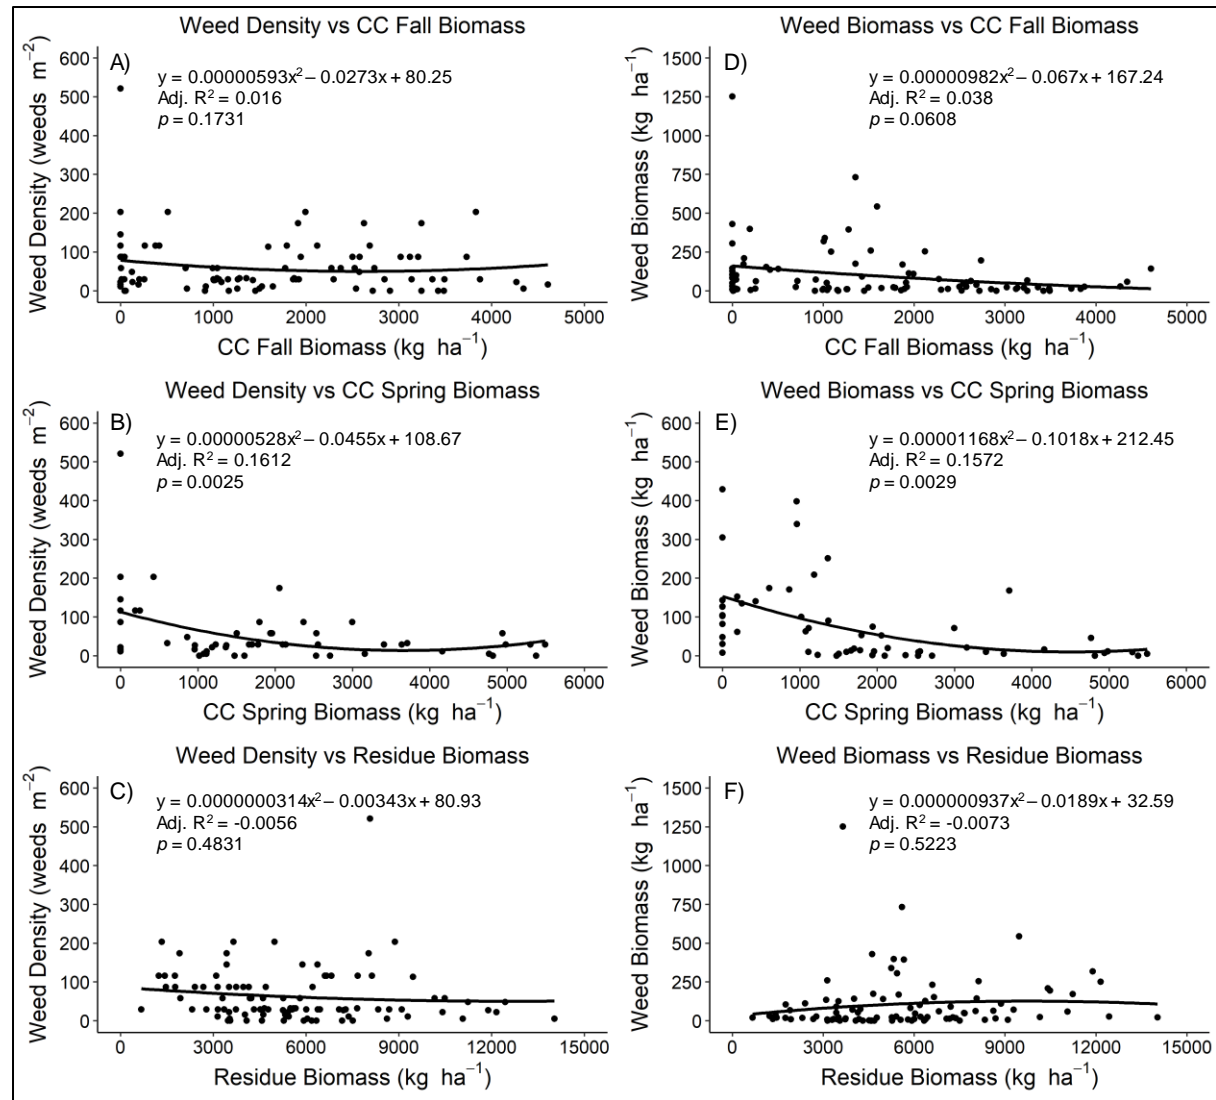 Weed Density vs CC Fall Biomass
A)
y = 0.00000593x² – 0.0273x + 80.25
Adj. R² = 0.016
p = 0.1731
600
500
400
300
200
100
0
Weed Density (weeds m⁻²)
0 1000 2000 3000 4000 5000
CC Fall Biomass (kg ha⁻¹)
Weed Biomass vs CC Fall Biomass
D)
y = 0.00000982x² – 0.067x + 167.24
Adj. R² = 0.038
p = 0.0608
1500
1250
1000
750
500
250
0
Weed Biomass (kg ha⁻¹)
0 1000 2000 3000 4000 5000
CC Fall Biomass (kg ha⁻¹)
Weed Density vs CC Spring Biomass
B)
y = 0.00000528x² – 0.0455x + 108.67
Adj. R² = 0.1612
p = 0.0025
600
500
400
300
200
100
0
Weed Density (weeds m⁻²)
0 1000 2000 3000 4000 5000 6000
CC Spring Biomass (kg ha⁻¹)
Weed Biomass vs CC Spring Biomass
E)
y = 0.00001168x² – 0.1018x + 212.45
Adj. R² = 0.1572
p = 0.0029
600
500
400
300
200
100
0
Weed Biomass (kg ha⁻¹)
0 1000 2000 3000 4000 5000 6000
CC Spring Biomass (kg ha⁻¹)
Weed Density vs Residue Biomass
C)
y = 0.0000000314x² – 0.00343x + 80.93
Adj. R² = -0.0056
p = 0.4831
600
500
400
300
200
100
0
Weed Density (weeds m⁻²)
0 3000 6000 9000 12000 15000
Residue Biomass (kg ha⁻¹)
Weed Biomass vs Residue Biomass
F)
y = 0.000000937x² – 0.0189x + 32.59
Adj. R² = -0.0073
p = 0.5223
1500
1250
1000
750
500
250
0
Weed Biomass (kg ha⁻¹)
0 3000 6000 9000 12000 15000
Residue Biomass (kg ha⁻¹)